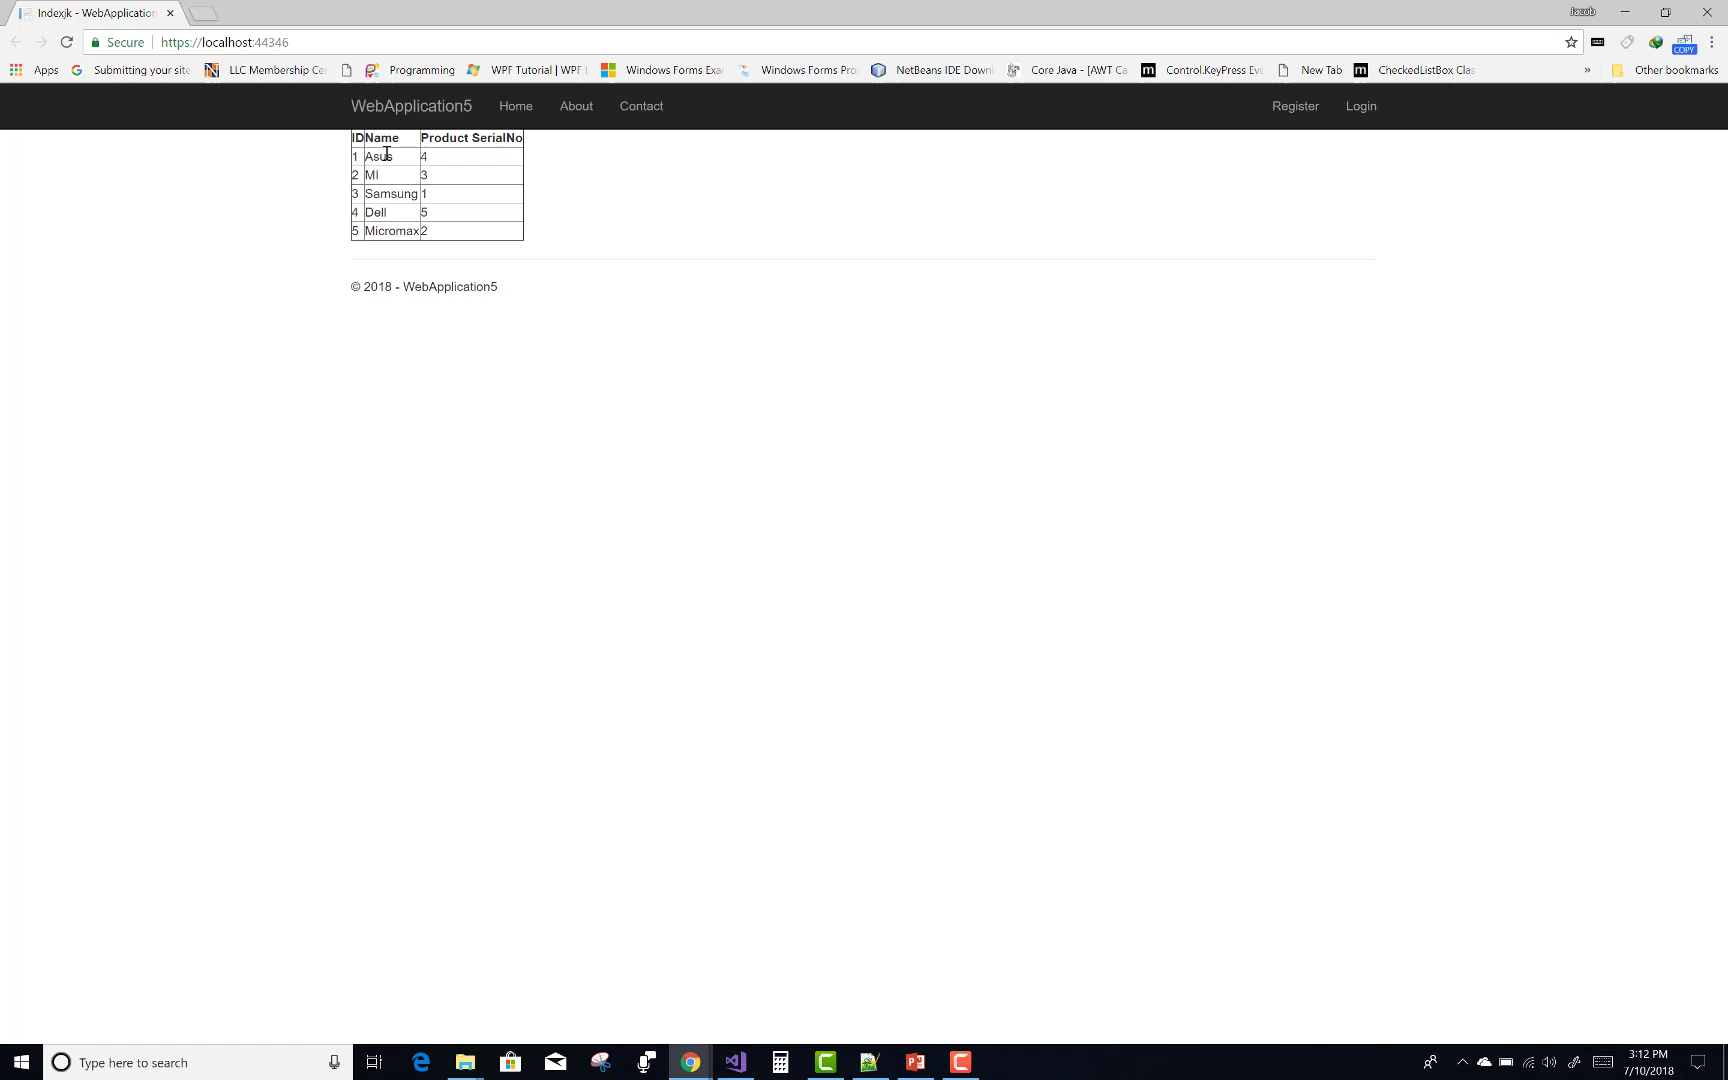 Indexjk - WebApplication
Jacob
Secure https://localhost:44346
COPY
Apps Submitting your site LLC Membership Ce Programming WPF Tutorial | WPF Windows Forms Exa Windows Forms Pro NetBeans IDE Down Core Java - [AWT Ca Control.KeyPress Eve New Tab CheckedListBox Clas » Other bookmarks
WebApplication5 Home About Contact Register Login
ID Name Product SerialNo
1 Asus 4
2 MI 3
3 Samsung 1
4 Dell 5
5 Micromax 2
© 2018 - WebApplication5
Type here to search
3:12 PM
7/10/2018